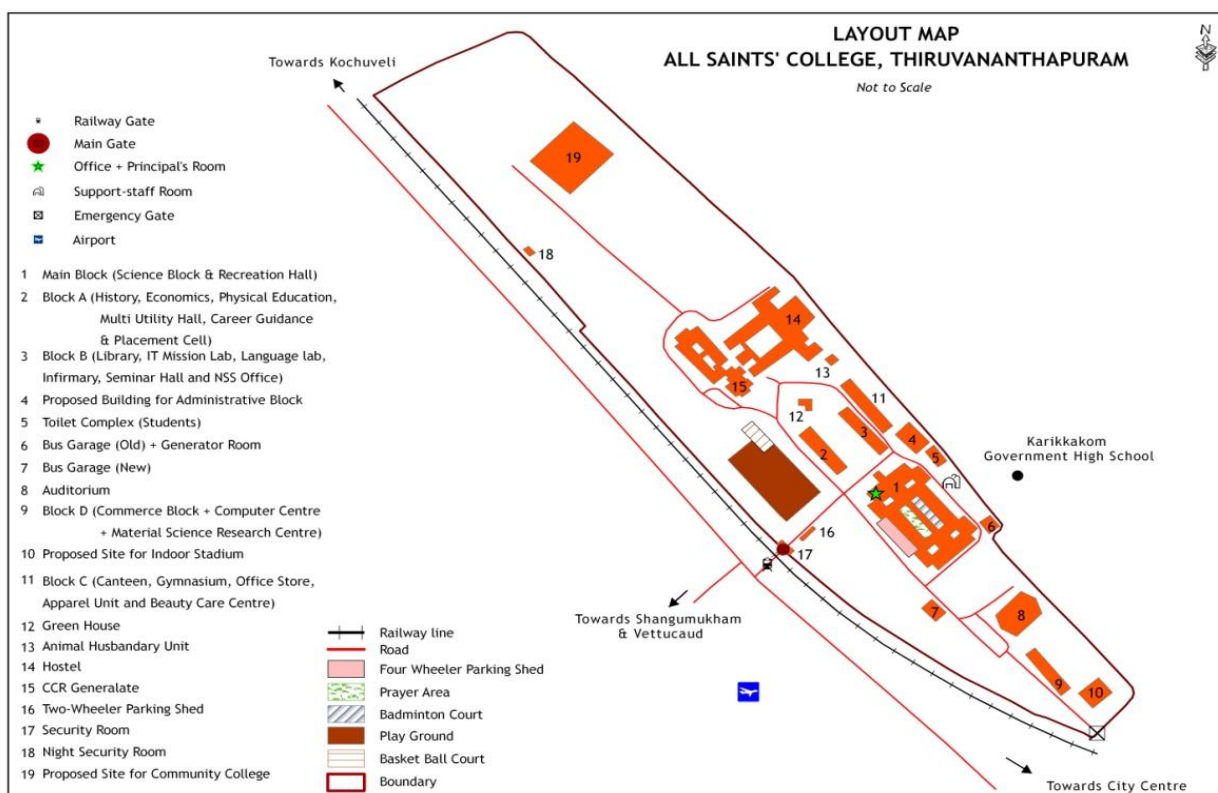 LAYOUT MAP
ALL SAINTS' COLLEGE, THIRUVANANTHAPURAM
Not to Scale
N
Towards Kochuveli
Railway Gate
Main Gate
Office + Principal's Room
Support-staff Room
Emergency Gate
Airport
1 Main Block (Science Block & Recreation Hall)
2 Block A (History, Economics, Physical Education,
Multi Utility Hall, Career Guidance
& Placement Cell)
3 Block B (Library, IT Mission Lab, Language lab,
Infirmary, Seminar Hall and NSS Office)
4 Proposed Building for Administrative Block
5 Toilet Complex (Students)
6 Bus Garage (Old) + Generator Room
7 Bus Garage (New)
8 Auditorium
9 Block D (Commerce Block + Computer Centre
+ Material Science Research Centre)
10 Proposed Site for Indoor Stadium
11 Block C (Canteen, Gymnasium, Office Store,
Apparel Unit and Beauty Care Centre)
12 Green House
13 Animal Husbandary Unit
14 Hostel
15 CCR Generalate
16 Two-Wheeler Parking Shed
17 Security Room
18 Night Security Room
19 Proposed Site for Community College
Railway line
Road
Four Wheeler Parking Shed
Prayer Area
Badminton Court
Play Ground
Basket Ball Court
Boundary
19
18
14
13
15
11
12
3
4
2
5
Karikkakom
Government High School
1
6
16
17
Towards Shangumukham
& Vettucaud
7
8
9
10
Towards City Centre